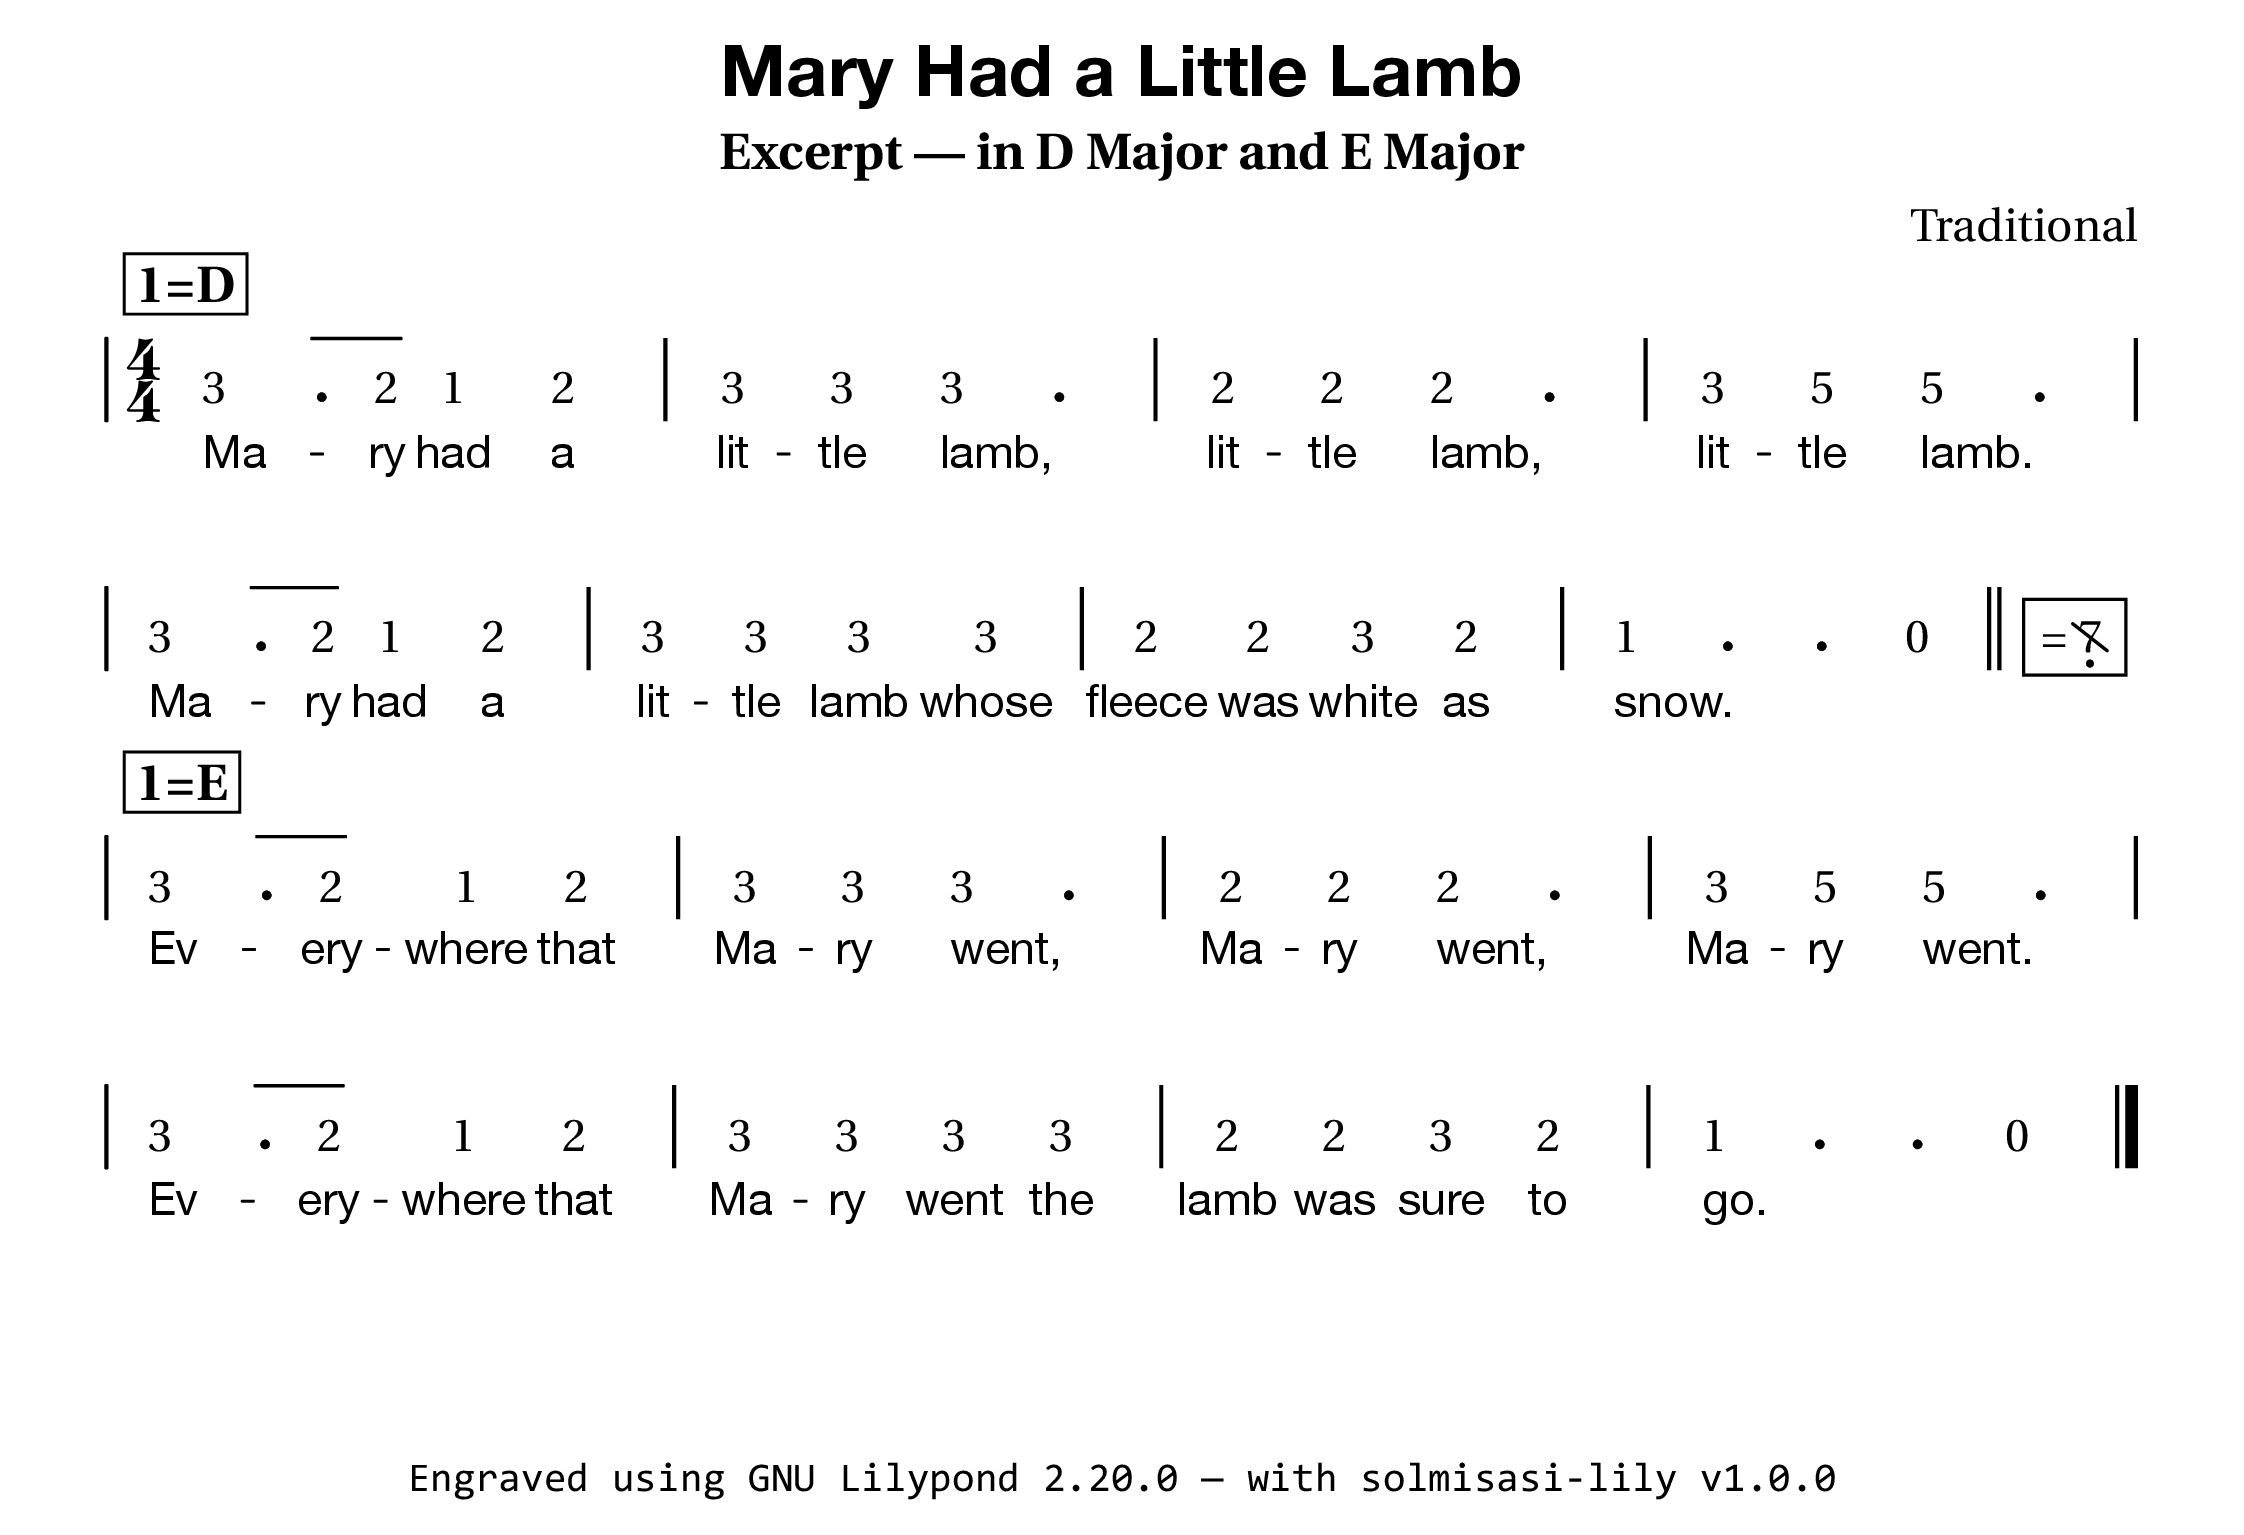 Mary Had a Little Lamb
Excerpt — in D Major and E Major
Traditional
1=D
4/4 3 . 2 1 2 | 3 3 3 . | 2 2 2 . | 3 5 5 . |
Ma - ry had a lit - tle lamb, lit - tle lamb, lit - tle lamb.
| 3 . 2 1 2 | 3 3 3 3 | 2 2 3 2 | 1 . . 0 || =7̣
Ma - ry had a lit - tle lamb whose fleece was white as snow.
1=E
| 3 . 2 1 2 | 3 3 3 . | 2 2 2 . | 3 5 5 . |
Ev - ery - where that Ma - ry went, Ma - ry went, Ma - ry went.
| 3 . 2 1 2 | 3 3 3 3 | 2 2 3 2 | 1 . . 0 ||
Ev - ery - where that Ma - ry went the lamb was sure to go.
Engraved using GNU Lilypond 2.20.0 — with solmisasi-lily v1.0.0